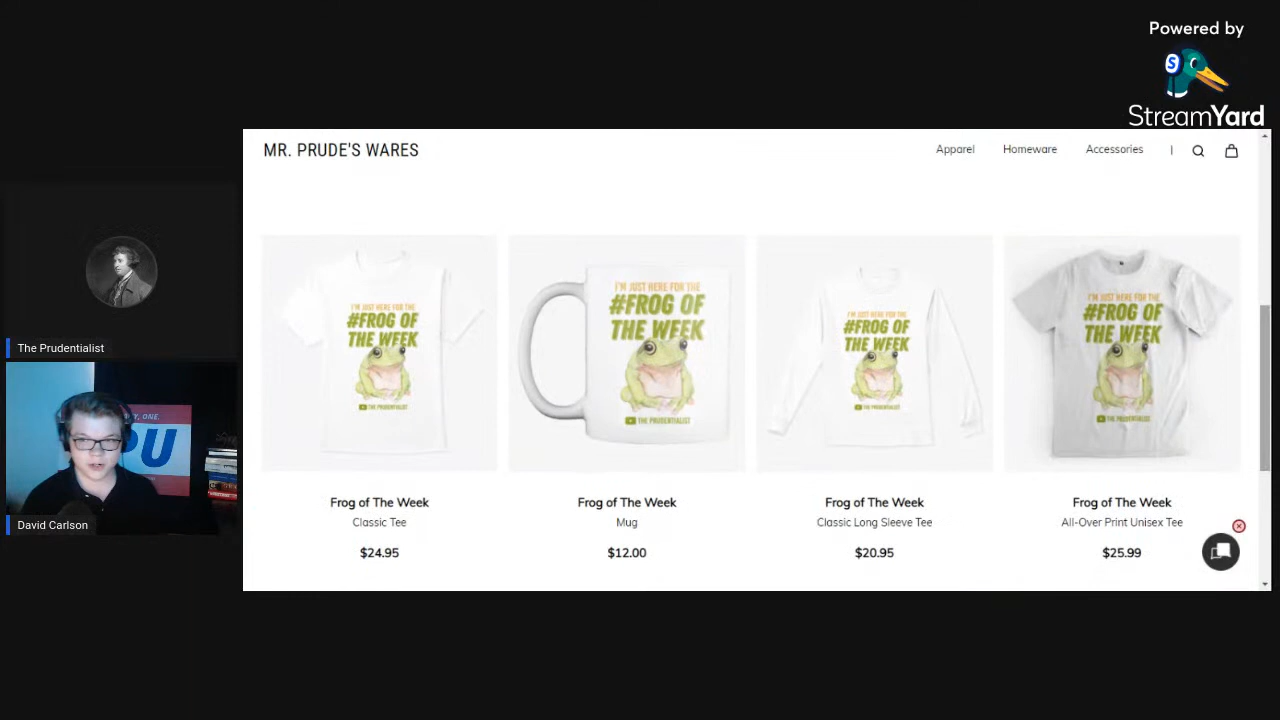 Powered by
S
StreamYard
MR. PRUDE'S WARES
Apparel
Homeware
Accessories
I'M JUST HERE FOR THE
#FROG OF
THE WEEK
THE PRUDENTIALIST
I'M JUST HERE FOR THE
#FROG OF
THE WEEK
THE PRUDENTIALIST
I'M JUST HERE FOR THE
#FROG OF
THE WEEK
THE PRUDENTIALIST
I'M JUST HERE FOR THE
#FROG OF
THE WEEK
THE PRUDENTIALIST
Frog of The Week
Classic Tee
$24.95
Frog of The Week
Mug
$12.00
Frog of The Week
Classic Long Sleeve Tee
$20.95
Frog of The Week
All-Over Print Unisex Tee
$25.99
The Prudentialist
ONE.
PU
David Carlson